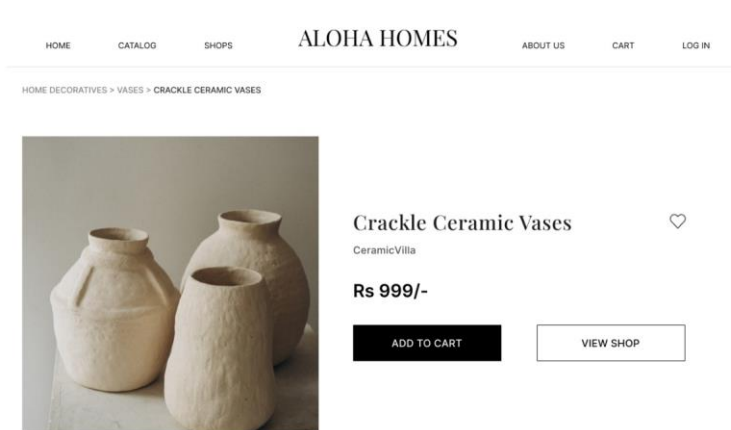 HOME CATALOG SHOPS ALOHA HOMES ABOUT US CART LOG IN
HOME DECORATIVES > VASES > CRACKLE CERAMIC VASES
Crackle Ceramic Vases
CeramicVilla
Rs 999/-
ADD TO CART VIEW SHOP